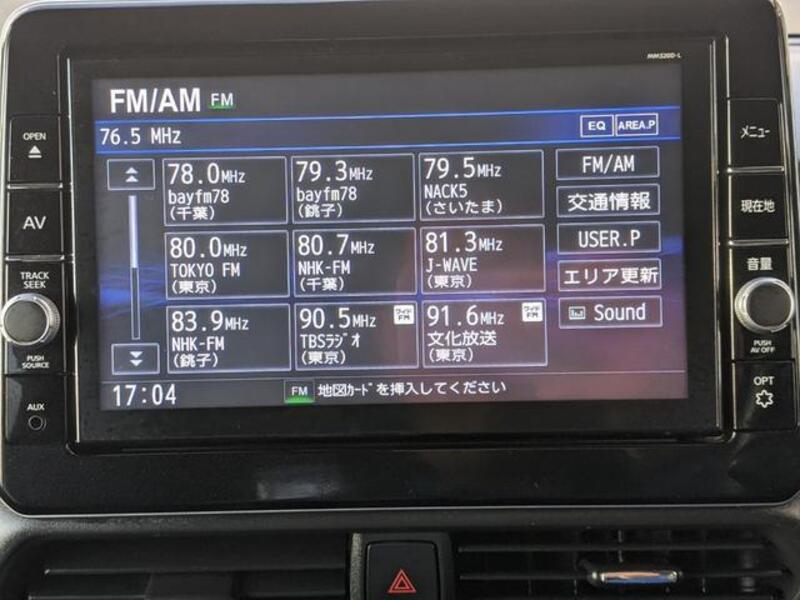 MM320D-L
FM/AM FM
76.5 MHz
EQ AREA.P
78.0MHz
bayfm78
(千葉)
79.3MHz
bayfm78
(銚子)
79.5MHz
NACK5
(さいたま)
80.0MHz
TOKYO FM
(東京)
80.7MHz
NHK-FM
(千葉)
81.3MHz
J-WAVE
(東京)
83.9MHz
NHK-FM
(銚子)
90.5MHz ワイドFM
TBSラジオ
(東京)
91.6MHz ワイドFM
文化放送
(東京)
FM/AM
交通情報
USER.P
エリア更新
Sound
17:04
FM 地図カードを挿入してください
OPEN
AV
TRACK
SEEK
PUSH
SOURCE
AUX
メニュー
現在地
音量
PUSH
AV OFF
OPT